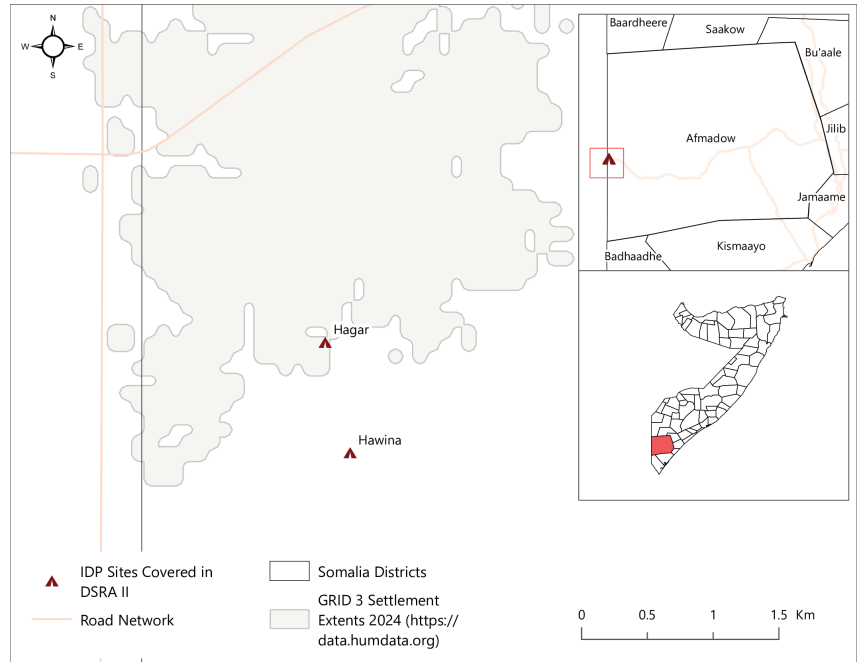 N
W
E
S
Baardheere
Saakow
Bu'aale
Jilib
Afmadow
Jamaame
Kismaayo
Badhaadhe
Hagar
Hawina
IDP Sites Covered in
DSRA II
Road Network
Somalia Districts
GRID 3 Settlement
Extents 2024 (https://
data.humdata.org)
0 0.5 1 1.5 Km